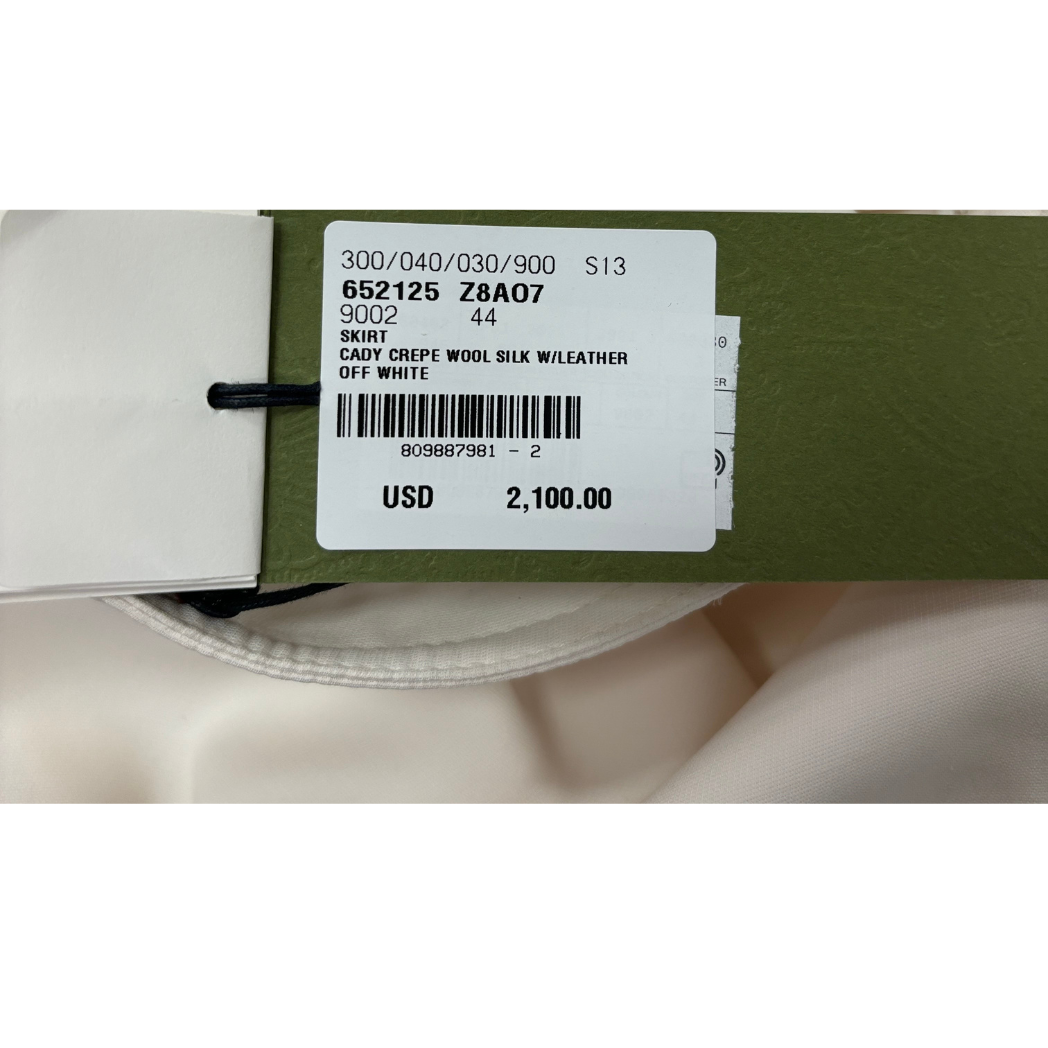 300/040/030/900 S13
652125 Z8AO7
9002 44
SKIRT
CADY CREPE WOOL SILK W/LEATHER
OFF WHITE
809887981 - 2
USD 2,100.00